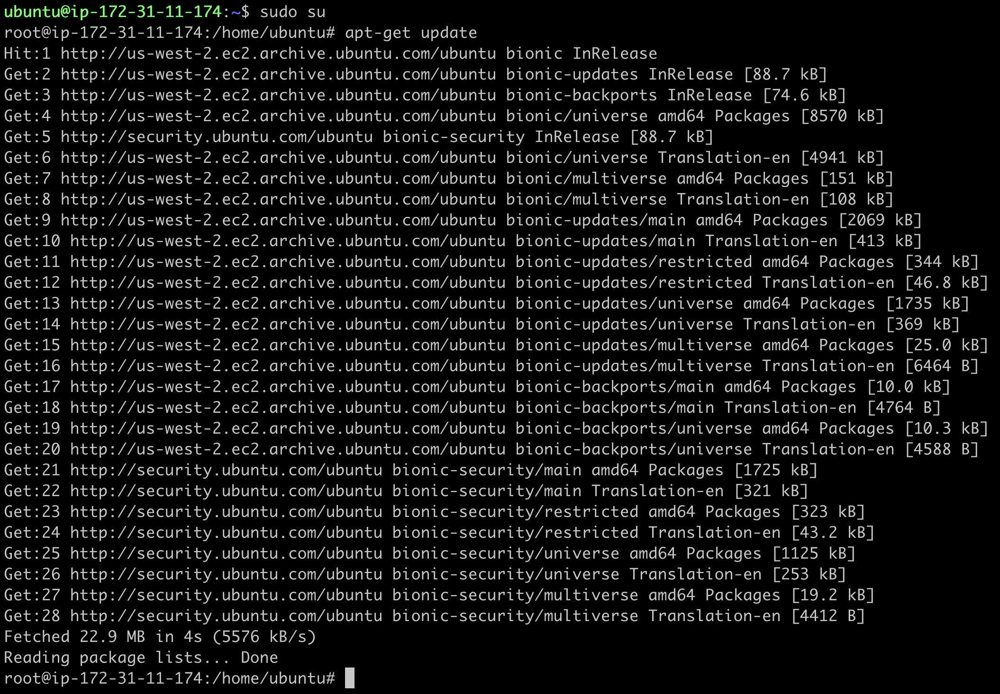 ubuntu@ip-172-31-11-174:~$ sudo su
root@ip-172-31-11-174:/home/ubuntu# apt-get update
Hit:1 http://us-west-2.ec2.archive.ubuntu.com/ubuntu bionic InRelease
Get:2 http://us-west-2.ec2.archive.ubuntu.com/ubuntu bionic-updates InRelease [88.7 kB]
Get:3 http://us-west-2.ec2.archive.ubuntu.com/ubuntu bionic-backports InRelease [74.6 kB]
Get:4 http://us-west-2.ec2.archive.ubuntu.com/ubuntu bionic/universe amd64 Packages [8570 kB]
Get:5 http://security.ubuntu.com/ubuntu bionic-security InRelease [88.7 kB]
Get:6 http://us-west-2.ec2.archive.ubuntu.com/ubuntu bionic/universe Translation-en [4941 kB]
Get:7 http://us-west-2.ec2.archive.ubuntu.com/ubuntu bionic/multiverse amd64 Packages [151 kB]
Get:8 http://us-west-2.ec2.archive.ubuntu.com/ubuntu bionic/multiverse Translation-en [108 kB]
Get:9 http://us-west-2.ec2.archive.ubuntu.com/ubuntu bionic-updates/main amd64 Packages [2069 kB]
Get:10 http://us-west-2.ec2.archive.ubuntu.com/ubuntu bionic-updates/main Translation-en [413 kB]
Get:11 http://us-west-2.ec2.archive.ubuntu.com/ubuntu bionic-updates/restricted amd64 Packages [344 kB]
Get:12 http://us-west-2.ec2.archive.ubuntu.com/ubuntu bionic-updates/restricted Translation-en [46.8 kB]
Get:13 http://us-west-2.ec2.archive.ubuntu.com/ubuntu bionic-updates/universe amd64 Packages [1735 kB]
Get:14 http://us-west-2.ec2.archive.ubuntu.com/ubuntu bionic-updates/universe Translation-en [369 kB]
Get:15 http://us-west-2.ec2.archive.ubuntu.com/ubuntu bionic-updates/multiverse amd64 Packages [25.0 kB]
Get:16 http://us-west-2.ec2.archive.ubuntu.com/ubuntu bionic-updates/multiverse Translation-en [6464 B]
Get:17 http://us-west-2.ec2.archive.ubuntu.com/ubuntu bionic-backports/main amd64 Packages [10.0 kB]
Get:18 http://us-west-2.ec2.archive.ubuntu.com/ubuntu bionic-backports/main Translation-en [4764 B]
Get:19 http://us-west-2.ec2.archive.ubuntu.com/ubuntu bionic-backports/universe amd64 Packages [10.3 kB]
Get:20 http://us-west-2.ec2.archive.ubuntu.com/ubuntu bionic-backports/universe Translation-en [4588 B]
Get:21 http://security.ubuntu.com/ubuntu bionic-security/main amd64 Packages [1725 kB]
Get:22 http://security.ubuntu.com/ubuntu bionic-security/main Translation-en [321 kB]
Get:23 http://security.ubuntu.com/ubuntu bionic-security/restricted amd64 Packages [323 kB]
Get:24 http://security.ubuntu.com/ubuntu bionic-security/restricted Translation-en [43.2 kB]
Get:25 http://security.ubuntu.com/ubuntu bionic-security/universe amd64 Packages [1125 kB]
Get:26 http://security.ubuntu.com/ubuntu bionic-security/universe Translation-en [253 kB]
Get:27 http://security.ubuntu.com/ubuntu bionic-security/multiverse amd64 Packages [19.2 kB]
Get:28 http://security.ubuntu.com/ubuntu bionic-security/multiverse Translation-en [4412 B]
Fetched 22.9 MB in 4s (5576 kB/s)
Reading package lists... Done
root@ip-172-31-11-174:/home/ubuntu#